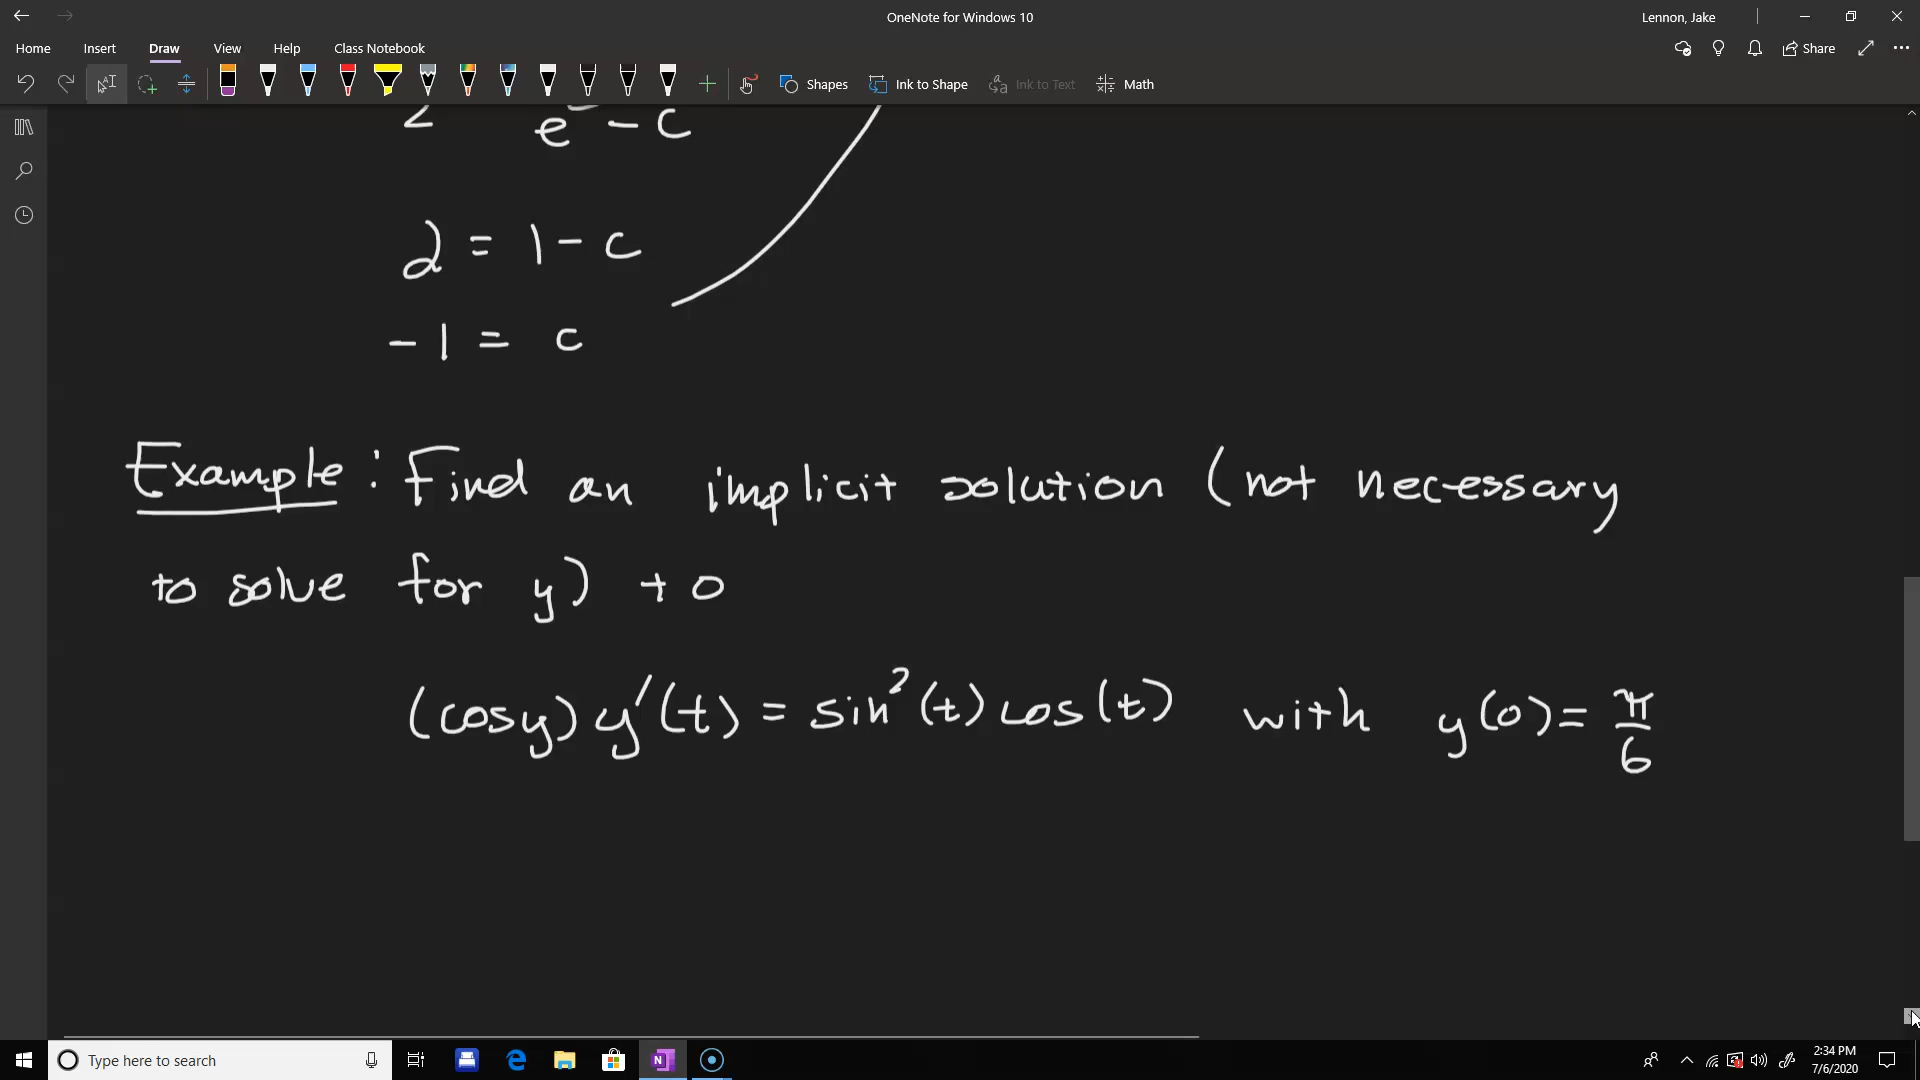 OneNote for Windows 10
Lennon, Jake
Home Insert Draw View Help Class Notebook
Share
Shapes Ink to Shape Ink to Text Math
e - c
2 = 1 - c
-1 = c
Example: Find an implicit solution (not necessary
to solve for y) to
(cosy) y'(t) = sin²(t) cos(t) with y(0) = π/6
Type here to search
2:34 PM
7/6/2020